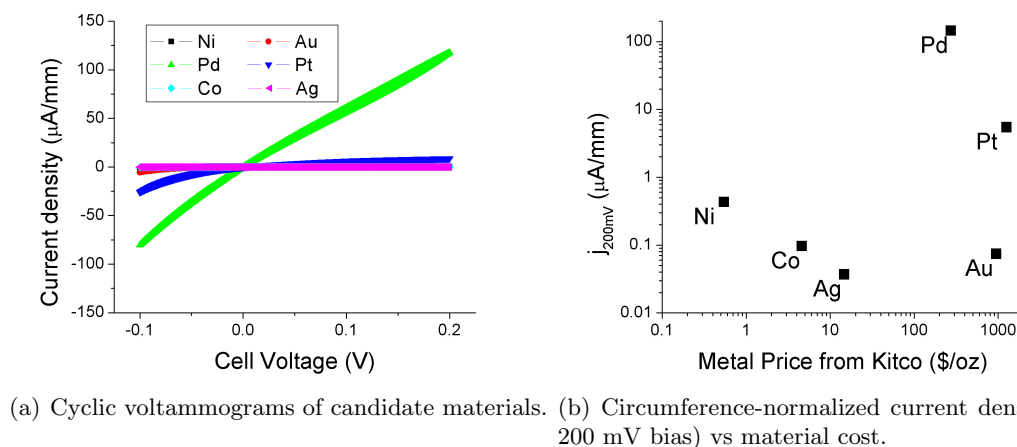 150
100
50
0
-50
-100
-150
Current density (μA/mm)
Ni Au
Pd Pt
Co Ag
-0.1 0.0 0.1 0.2
Cell Voltage (V)
100
10
1
0.1
0.01
j200mV (μA/mm)
Pd
Pt
Ni
Co
Au
Ag
0.1 1 10 100 1000
Metal Price from Kitco ($/oz)
(a) Cyclic voltammograms of candidate materials.
(b) Circumference-normalized current den
200 mV bias) vs material cost.